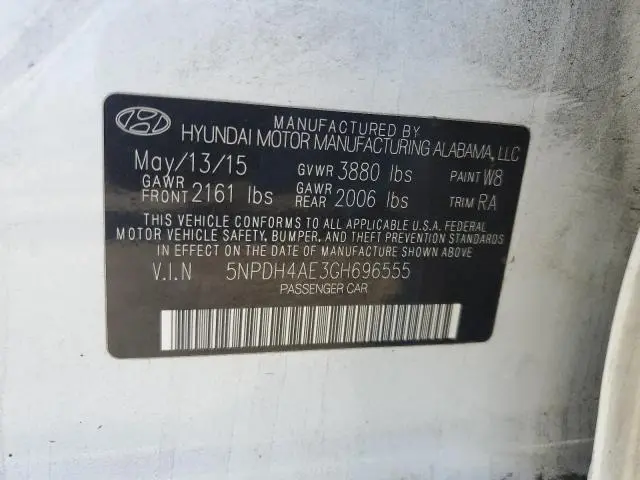 MANUFACTURED BY
HYUNDAI MOTOR MANUFACTURING ALABAMA, LLC
May/13/15 GVWR 3880 lbs PAINT W8
GAWR FRONT 2161 lbs GAWR REAR 2006 lbs TRIM RA
THIS VEHICLE CONFORMS TO ALL APPLICABLE U.S.A. FEDERAL
MOTOR VEHICLE SAFETY, BUMPER, AND THEFT PREVENTION STANDARDS
IN EFFECT ON THE DATE OF MANUFACTURE SHOWN ABOVE
V.I.N 5NPDH4AE3GH696555
PASSENGER CAR